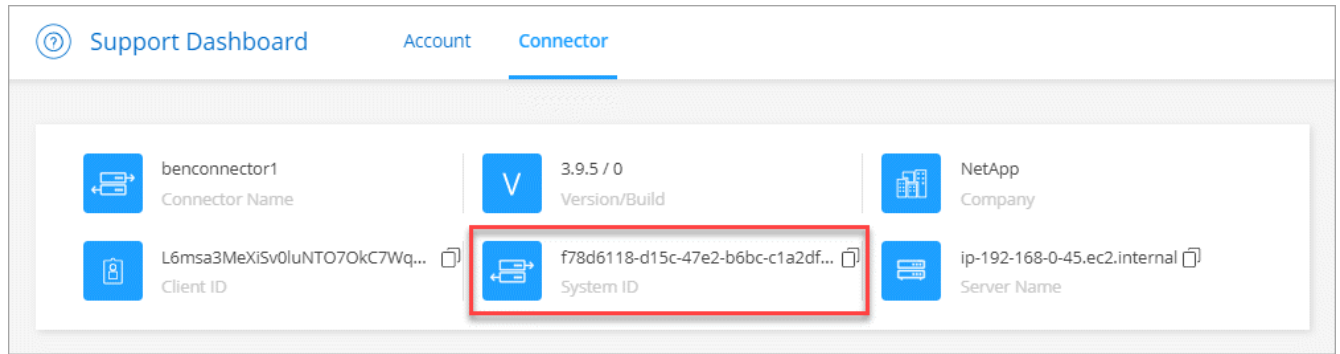 Support Dashboard Account Connector
benconnector1 3.9.5 / 0 NetApp
Connector Name V Version/Build Company
L6msa3MeXiSv0luNTO7OkC7Wq... f78d6118-d15c-47e2-b6bc-c1a2df... ip-192-168-0-45.ec2.internal
Client ID System ID Server Name